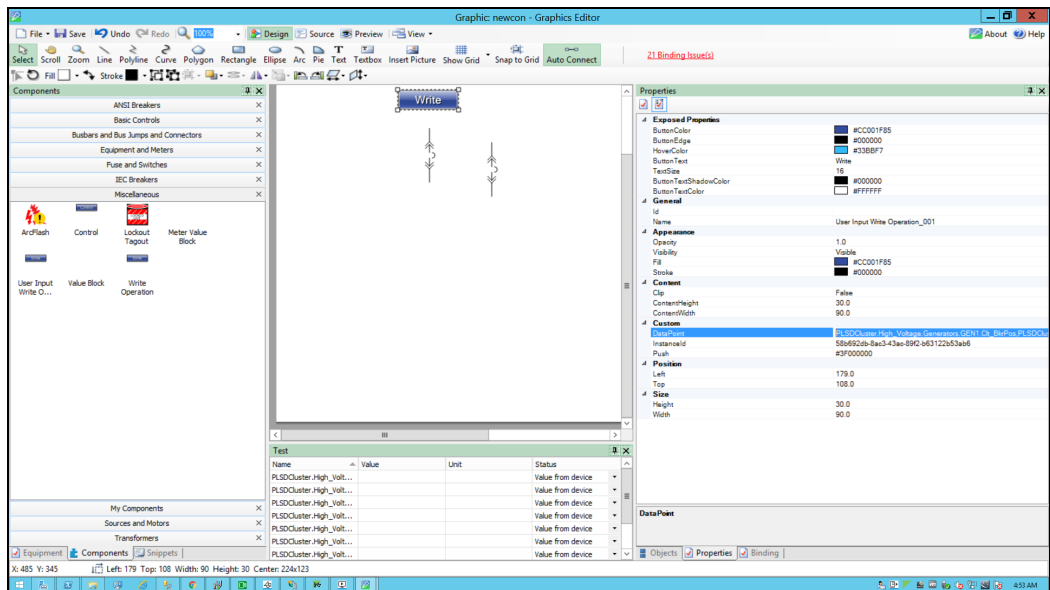 Graphic: newcon - Graphics Editor
File Save Undo Redo 100% Design Source Preview View About Help
Select Scroll Zoom Line Polyline Curve Polygon Rectangle Ellipse Arc Pie Text Textbox Insert Picture Show Grid Snap to Grid Auto Connect 21 Binding Issue(s)
Fill Stroke
Components
ANSI Breakers
Basic Controls
Busbars and Bus Jumps and Connectors
Equipment and Meters
Fuse and Switches
IEC Breakers
Miscellaneous
ArcFlash Control Lockout Tagout Meter Value Block
User Input Write O... Value Block Write Operation
My Components
Sources and Motors
Transformers
Equipment Components Snippets
Write
Test
Name Value Unit Status
PLSDCluster.High_Volt... Value from device
PLSDCluster.High_Volt... Value from device
PLSDCluster.High_Volt... Value from device
PLSDCluster.High_Volt... Value from device
PLSDCluster.High_Volt... Value from device
PLSDCluster.High_Volt... Value from device
PLSDCluster.High_Volt... Value from device
Properties
Exposed Properties
ButtonColor #CC001F85
ButtonEdge #000000
HoverColor #33BBF7
ButtonText Write
TextSize 16
ButtonTextShadowColor #000000
ButtonTextColor #FFFFFF
General
Id
Name User Input Write Operation_001
Appearance
Opacity 1.0
Visibility Visible
Fill #CC001F85
Stroke #000000
Content
Clip False
ContentHeight 30.0
ContentWidth 90.0
Custom
DataPoint PLSDCluster.High_Voltage.Generators.GEN1.Clt_BkrPos,PLSDClus
InstanceId 58b692db-8ac3-43ac-89f2-b63122b53ab6
Push #3F000000
Position
Left 179.0
Top 108.0
Size
Height 30.0
Width 90.0
DataPoint
Objects Properties Binding
X: 485 Y: 345 Left: 179 Top: 108 Width: 90 Height: 30 Center: 224x123
4:53 AM